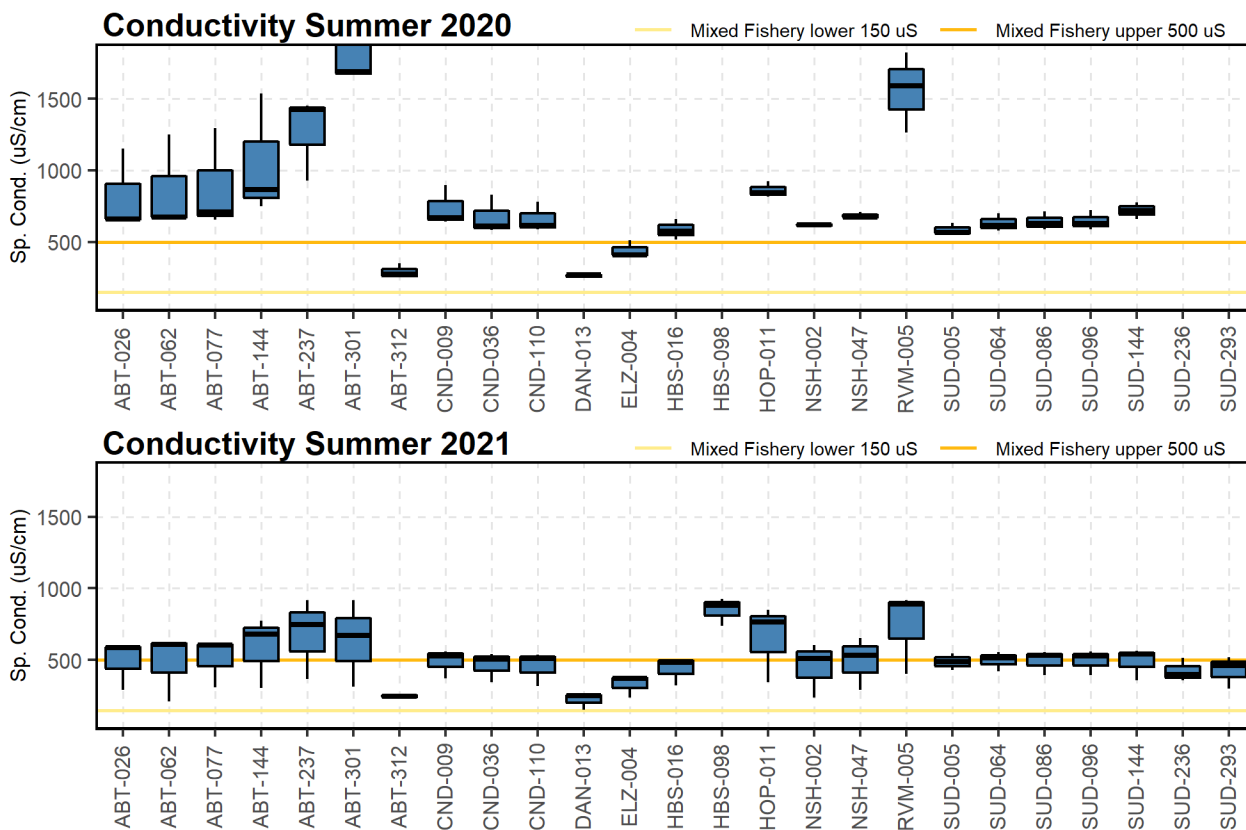 Conductivity Summer 2020
Mixed Fishery lower 150 uS
Mixed Fishery upper 500 uS
Sp. Cond. (uS/cm)
1500
1000
500
ABT-026
ABT-062
ABT-077
ABT-144
ABT-237
ABT-301
ABT-312
CND-009
CND-036
CND-110
DAN-013
ELZ-004
HBS-016
HBS-098
HOP-011
NSH-002
NSH-047
RVM-005
SUD-005
SUD-064
SUD-086
SUD-096
SUD-144
SUD-236
SUD-293
Conductivity Summer 2021
Mixed Fishery lower 150 uS
Mixed Fishery upper 500 uS
Sp. Cond. (uS/cm)
1500
1000
500
ABT-026
ABT-062
ABT-077
ABT-144
ABT-237
ABT-301
ABT-312
CND-009
CND-036
CND-110
DAN-013
ELZ-004
HBS-016
HBS-098
HOP-011
NSH-002
NSH-047
RVM-005
SUD-005
SUD-064
SUD-086
SUD-096
SUD-144
SUD-236
SUD-293